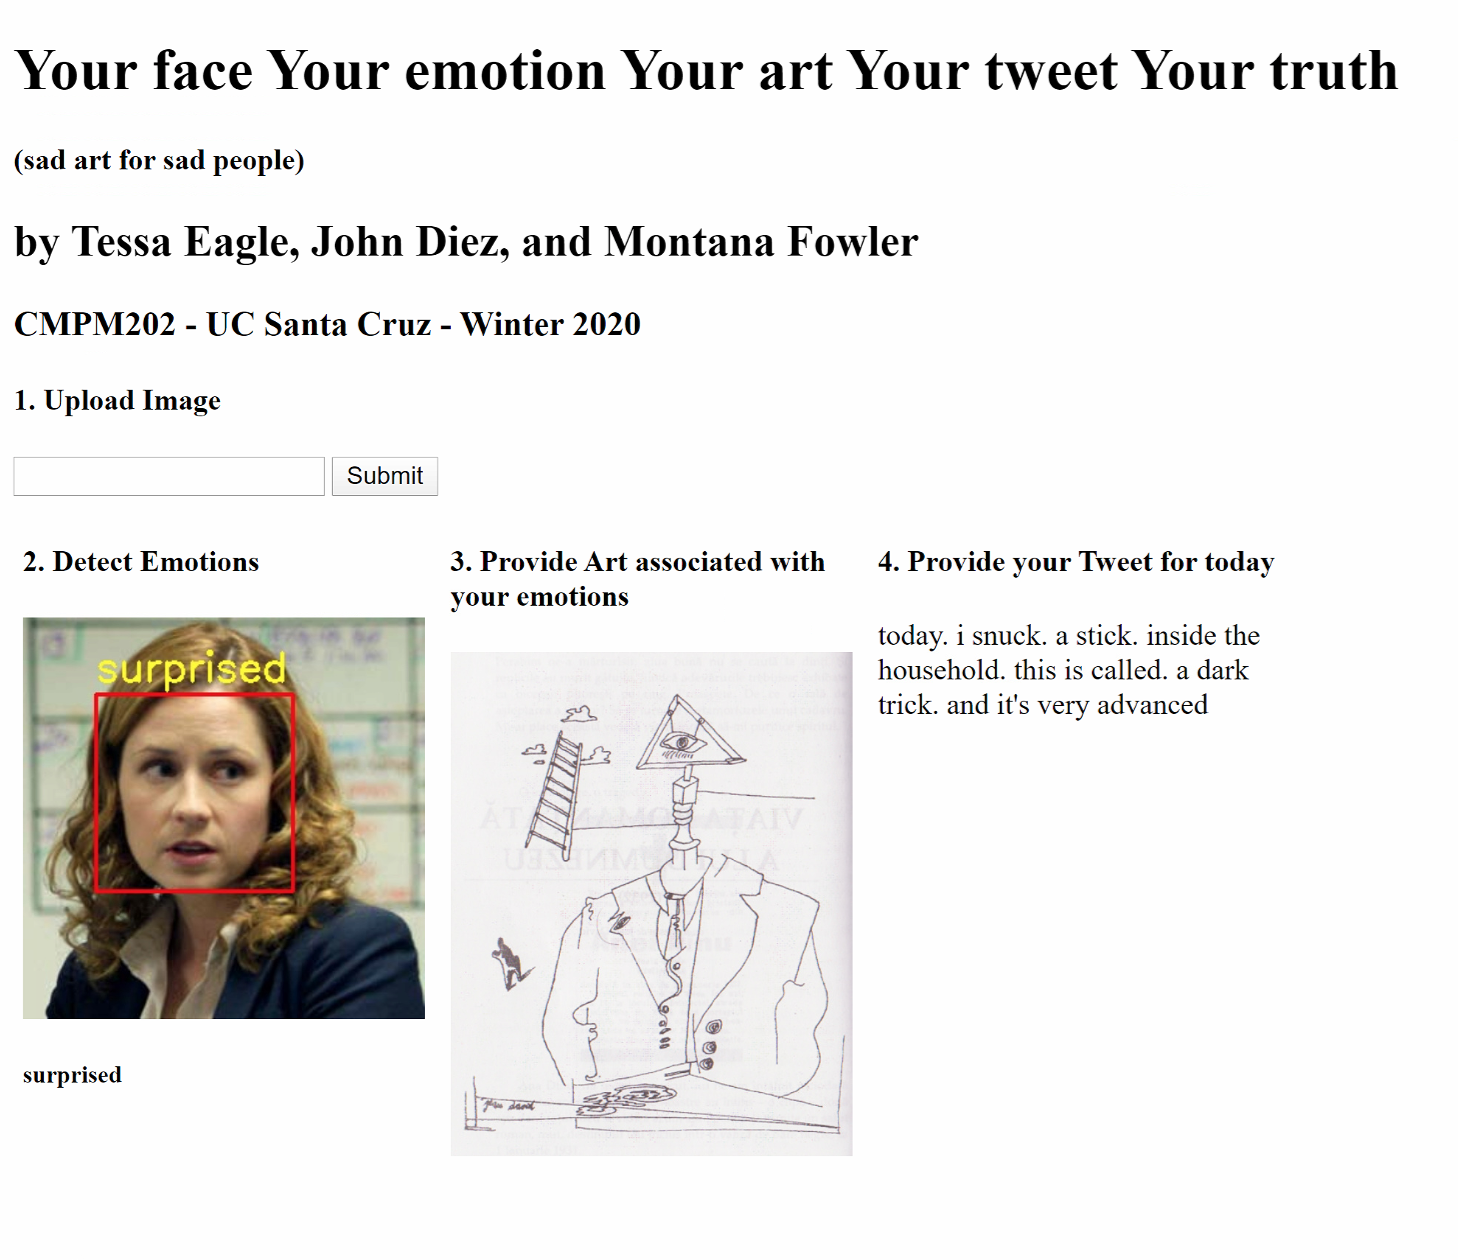 Your face Your emotion Your art Your tweet Your truth
(sad art for sad people)
by Tessa Eagle, John Diez, and Montana Fowler
CMPM202 - UC Santa Cruz - Winter 2020
1. Upload Image
Submit
2. Detect Emotions
surprised
surprised
3. Provide Art associated with
your emotions
4. Provide your Tweet for today
today. i snuck. a stick. inside the
household. this is called. a dark
trick. and it's very advanced